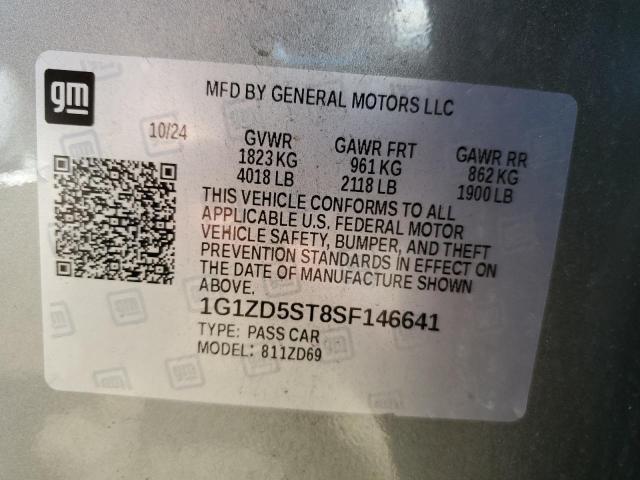 gm
MFD BY GENERAL MOTORS LLC
10/24
GVWR
1823 KG
4018 LB
GAWR FRT
961 KG
2118 LB
GAWR RR
862 KG
1900 LB
THIS VEHICLE CONFORMS TO ALL
APPLICABLE U.S. FEDERAL MOTOR
VEHICLE SAFETY, BUMPER, AND THEFT
PREVENTION STANDARDS IN EFFECT ON
THE DATE OF MANUFACTURE SHOWN
ABOVE.
1G1ZD5ST8SF146641
TYPE: PASS CAR
MODEL: 811ZD69